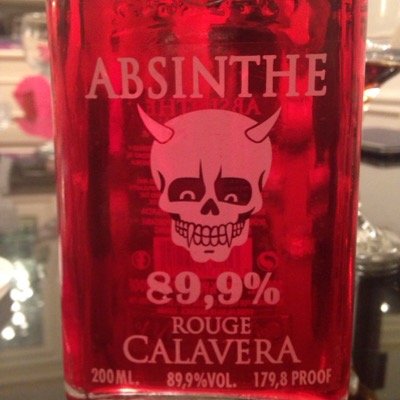 ABSINTHE
89,9%
ROUGE
CALAVERA
200ML. 89,9%VOL. 179,8 PROOF